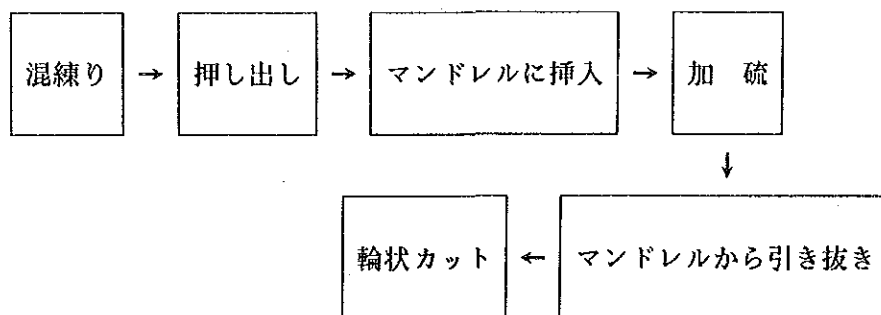 混練り → 押し出し → マンドレルに挿入 → 加　硫
↓
輪状カット ← マンドレルから引き抜き